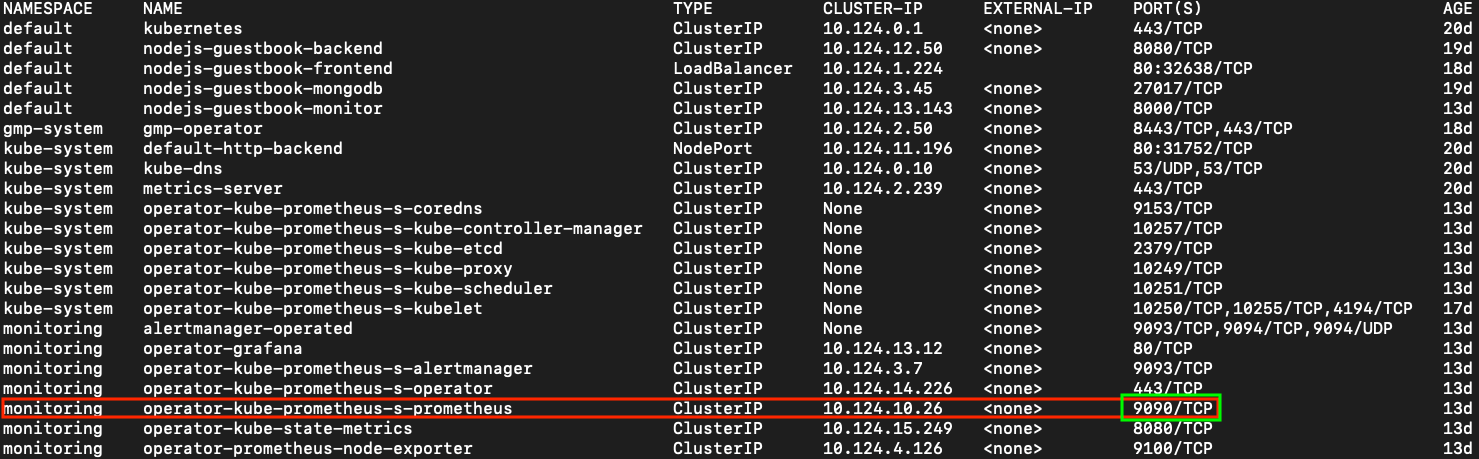 NAMESPACE NAME TYPE CLUSTER-IP EXTERNAL-IP PORT(S) AGE
default kubernetes ClusterIP 10.124.0.1 <none> 443/TCP 20d
default nodejs-guestbook-backend ClusterIP 10.124.12.50 <none> 8080/TCP 19d
default nodejs-guestbook-frontend LoadBalancer 10.124.1.224 80:32638/TCP 18d
default nodejs-guestbook-mongodb ClusterIP 10.124.3.45 <none> 27017/TCP 19d
default nodejs-guestbook-monitor ClusterIP 10.124.13.143 <none> 8000/TCP 13d
gmp-system gmp-operator ClusterIP 10.124.2.50 <none> 8443/TCP,443/TCP 18d
kube-system default-http-backend NodePort 10.124.11.196 <none> 80:31752/TCP 20d
kube-system kube-dns ClusterIP 10.124.0.10 <none> 53/UDP,53/TCP 20d
kube-system metrics-server ClusterIP 10.124.2.239 <none> 443/TCP 20d
kube-system operator-kube-prometheus-s-coredns ClusterIP None <none> 9153/TCP 13d
kube-system operator-kube-prometheus-s-kube-controller-manager ClusterIP None <none> 10257/TCP 13d
kube-system operator-kube-prometheus-s-kube-etcd ClusterIP None <none> 2379/TCP 13d
kube-system operator-kube-prometheus-s-kube-proxy ClusterIP None <none> 10249/TCP 13d
kube-system operator-kube-prometheus-s-kube-scheduler ClusterIP None <none> 10251/TCP 13d
kube-system operator-kube-prometheus-s-kubelet ClusterIP None <none> 10250/TCP,10255/TCP,4194/TCP 17d
monitoring alertmanager-operated ClusterIP None <none> 9093/TCP,9094/TCP,9094/UDP 13d
monitoring operator-grafana ClusterIP 10.124.13.12 <none> 80/TCP 13d
monitoring operator-kube-prometheus-s-alertmanager ClusterIP 10.124.3.7 <none> 9093/TCP 13d
monitoring operator-kube-prometheus-s-operator ClusterIP 10.124.14.226 <none> 443/TCP 13d
monitoring operator-kube-prometheus-s-prometheus ClusterIP 10.124.10.26 <none> 9090/TCP 13d
monitoring operator-kube-state-metrics ClusterIP 10.124.15.249 <none> 8080/TCP 13d
monitoring operator-prometheus-node-exporter ClusterIP 10.124.4.126 <none> 9100/TCP 13d